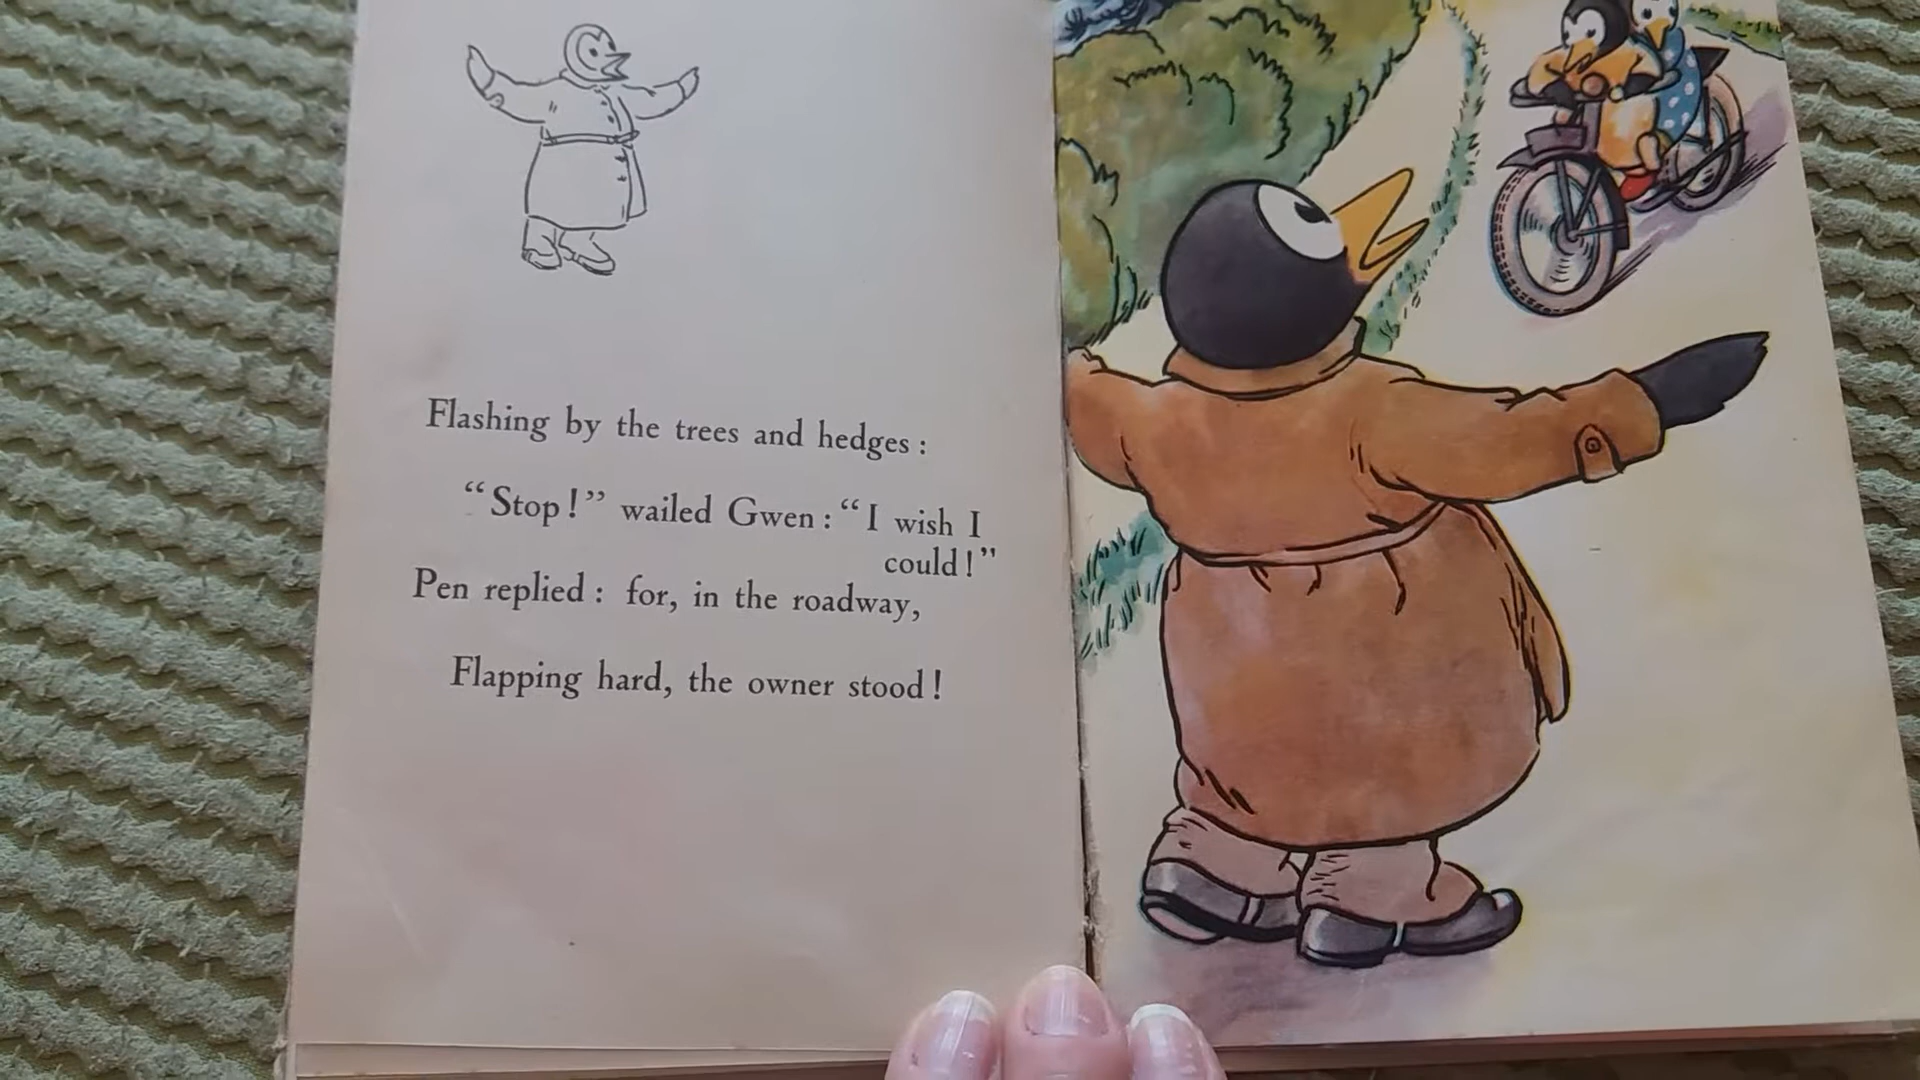 Flashing by the trees and hedges :
“Stop !” wailed Gwen : “I wish I
could !”
Pen replied : for, in the roadway,
Flapping hard, the owner stood !